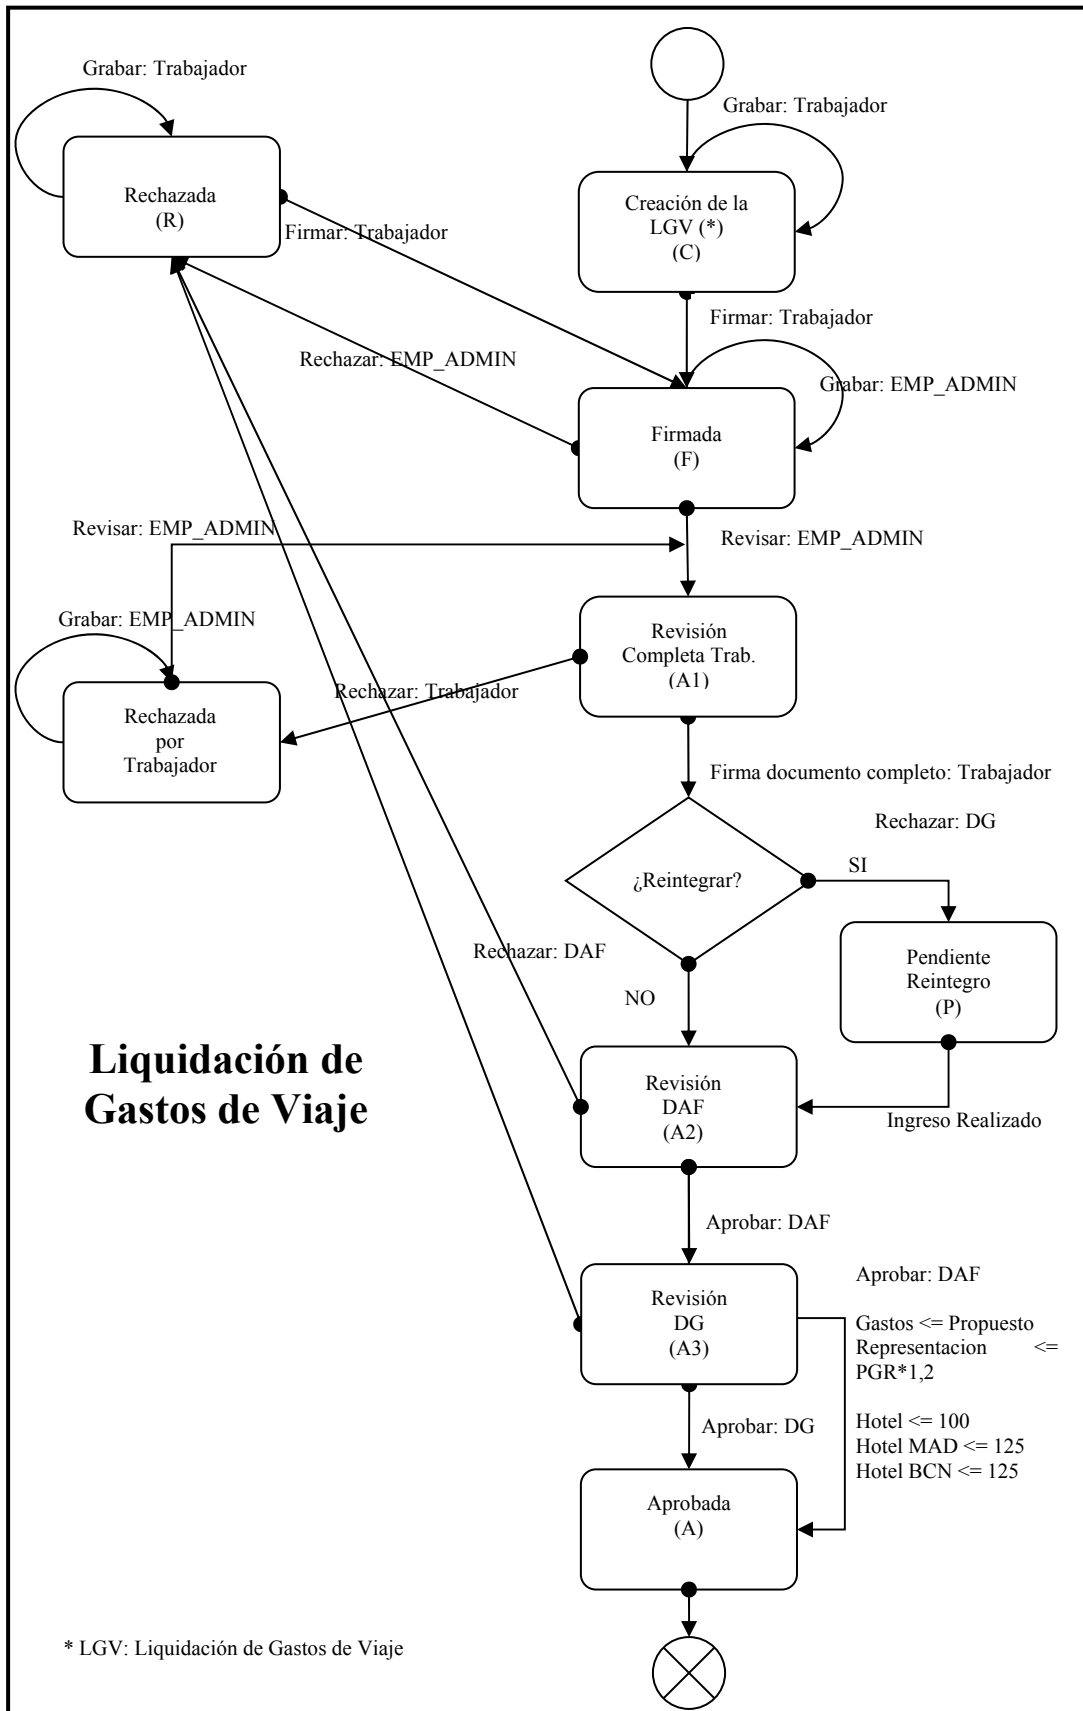 Grabar: Trabajador
Grabar: Trabajador
Rechazada
(R)
Creación de la
LGV (*)
(C)
Firmar: Trabajador
Firmar: Trabajador
Rechazar: EMP_ADMIN
Grabar: EMP_ADMIN
Firmada
(F)
Revisar: EMP_ADMIN
Revisar: EMP_ADMIN
Grabar: EMP_ADMIN
Revisión
Completa Trab.
(A1)
Rechazar: Trabajador
Rechazada
por
Trabajador
Firma documento completo: Trabajador
Rechazar: DG
¿Reintegrar?
SI
Rechazar: DAF
Pendiente
Reintegro
(P)
NO
Liquidación de
Gastos de Viaje
Revisión
DAF
(A2)
Ingreso Realizado
Aprobar: DAF
Revisión
DG
(A3)
Aprobar: DAF
Gastos <= Propuesto
Representacion <=
PGR*1,2
Hotel <= 100
Hotel MAD <= 125
Hotel BCN <= 125
Aprobar: DG
Aprobada
(A)
* LGV: Liquidación de Gastos de Viaje